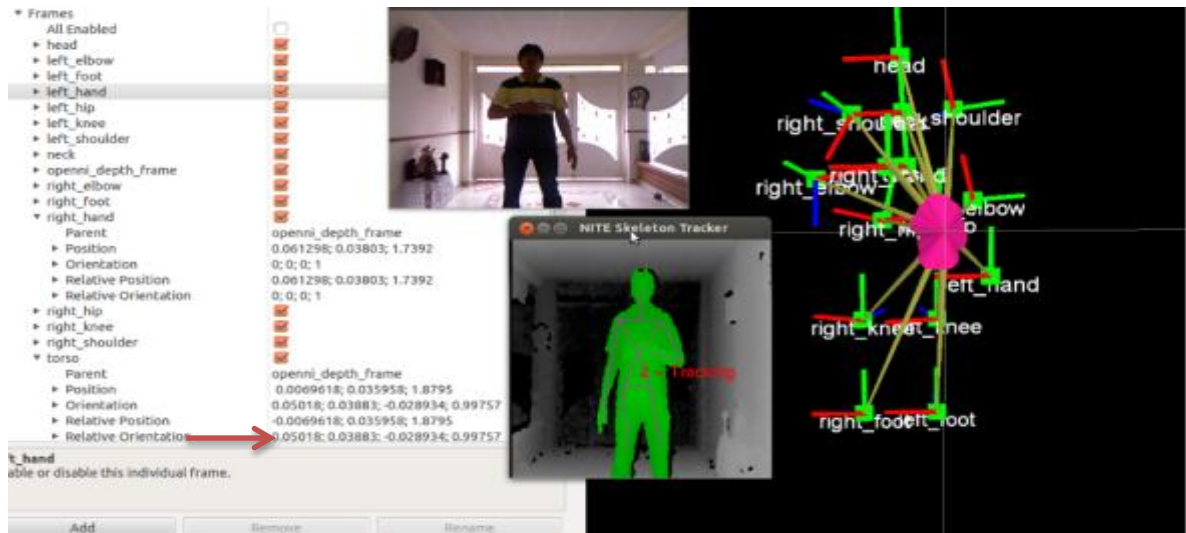 Frames
All Enabled
head
left_elbow
left_foot
left_hand
left_hip
left_knee
left_shoulder
neck
openni_depth_frame
right_elbow
right_foot
right_hand
Parent openni_depth_frame
Position 0.061298; 0.03803; 1.7392
Orientation 0; 0; 0; 1
Relative Position 0.061298; 0.03803; 1.7392
Relative Orientation 0; 0; 0; 1
right_hip
right_knee
right_shoulder
torso
Parent openni_depth_frame
Position 0.0069618; 0.035958; 1.8795
Orientation 0.05018; 0.03883; -0.028934; 0.99757
Relative Position -0.0069618; 0.035958; 1.8795
Relative Orientation 0.05018; 0.03883; -0.028934; 0.99757
ft_hand
able or disable this individual frame.
Add Remove Rename
NITE Skeleton Tracker
2 - Tracking
head
shoulder
right_elbow
elbow
left_hand
right_knee
knee
right_foot left_foot